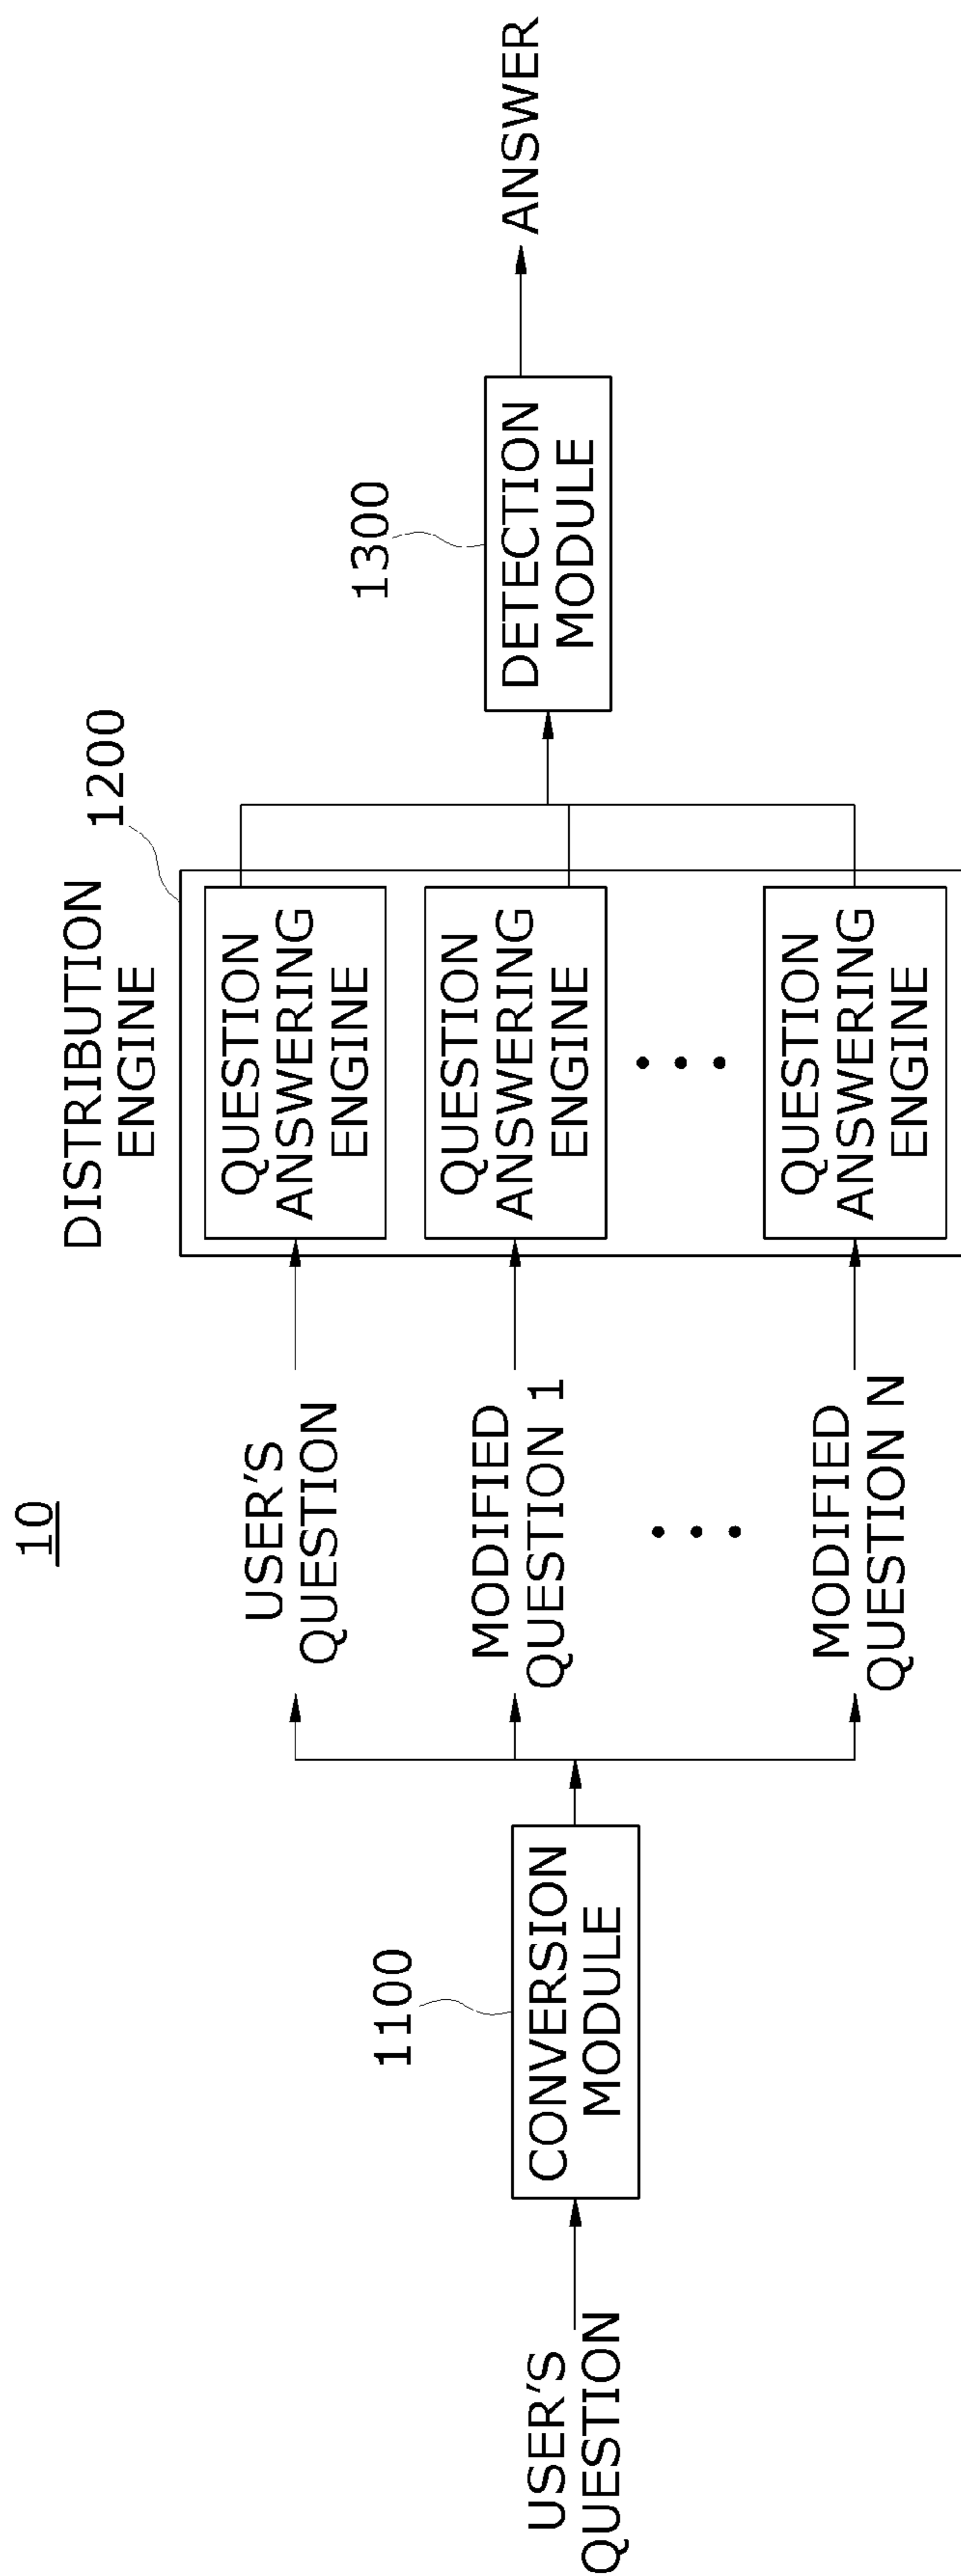 10
USER'S
QUESTION
1100
CONVERSION
MODULE
USER'S
QUESTION
MODIFIED
QUESTION 1
MODIFIED
QUESTION N
DISTRIBUTION
ENGINE
1200
QUESTION
ANSWERING
ENGINE
QUESTION
ANSWERING
ENGINE
QUESTION
ANSWERING
ENGINE
1300
DETECTION
MODULE
ANSWER